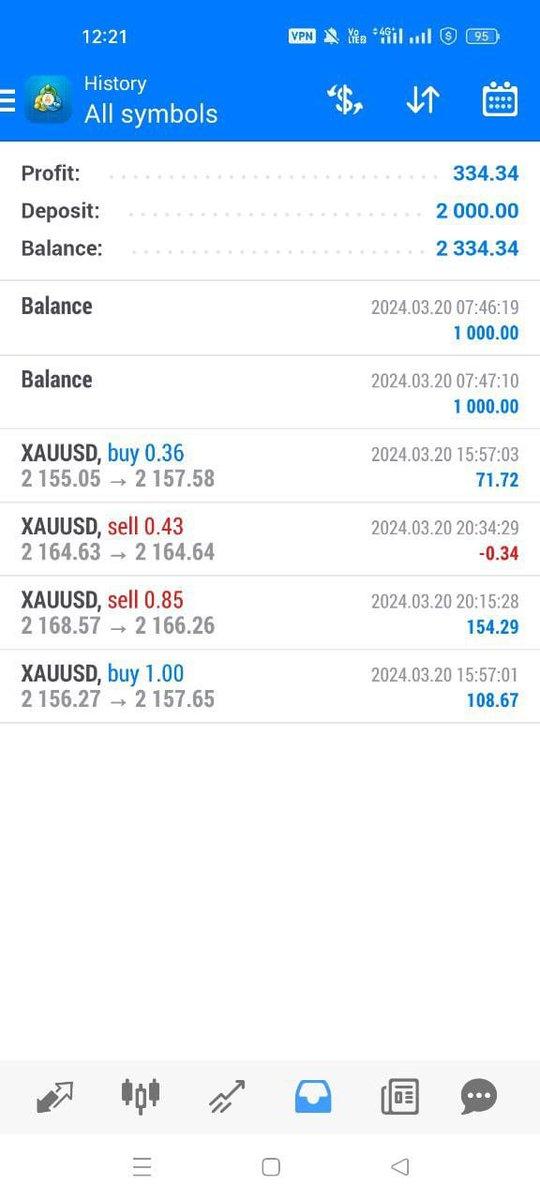 12:21 VPN Vo LTE2 4G+ 95
History
All symbols
Profit: 334.34
Deposit: 2 000.00
Balance: 2 334.34
Balance 2024.03.20 07:46:19
1 000.00
Balance 2024.03.20 07:47:10
1 000.00
XAUUSD, buy 0.36 2024.03.20 15:57:03
2 155.05 → 2 157.58 71.72
XAUUSD, sell 0.43 2024.03.20 20:34:29
2 164.63 → 2 164.64 -0.34
XAUUSD, sell 0.85 2024.03.20 20:15:28
2 168.57 → 2 166.26 154.29
XAUUSD, buy 1.00 2024.03.20 15:57:01
2 156.27 → 2 157.65 108.67